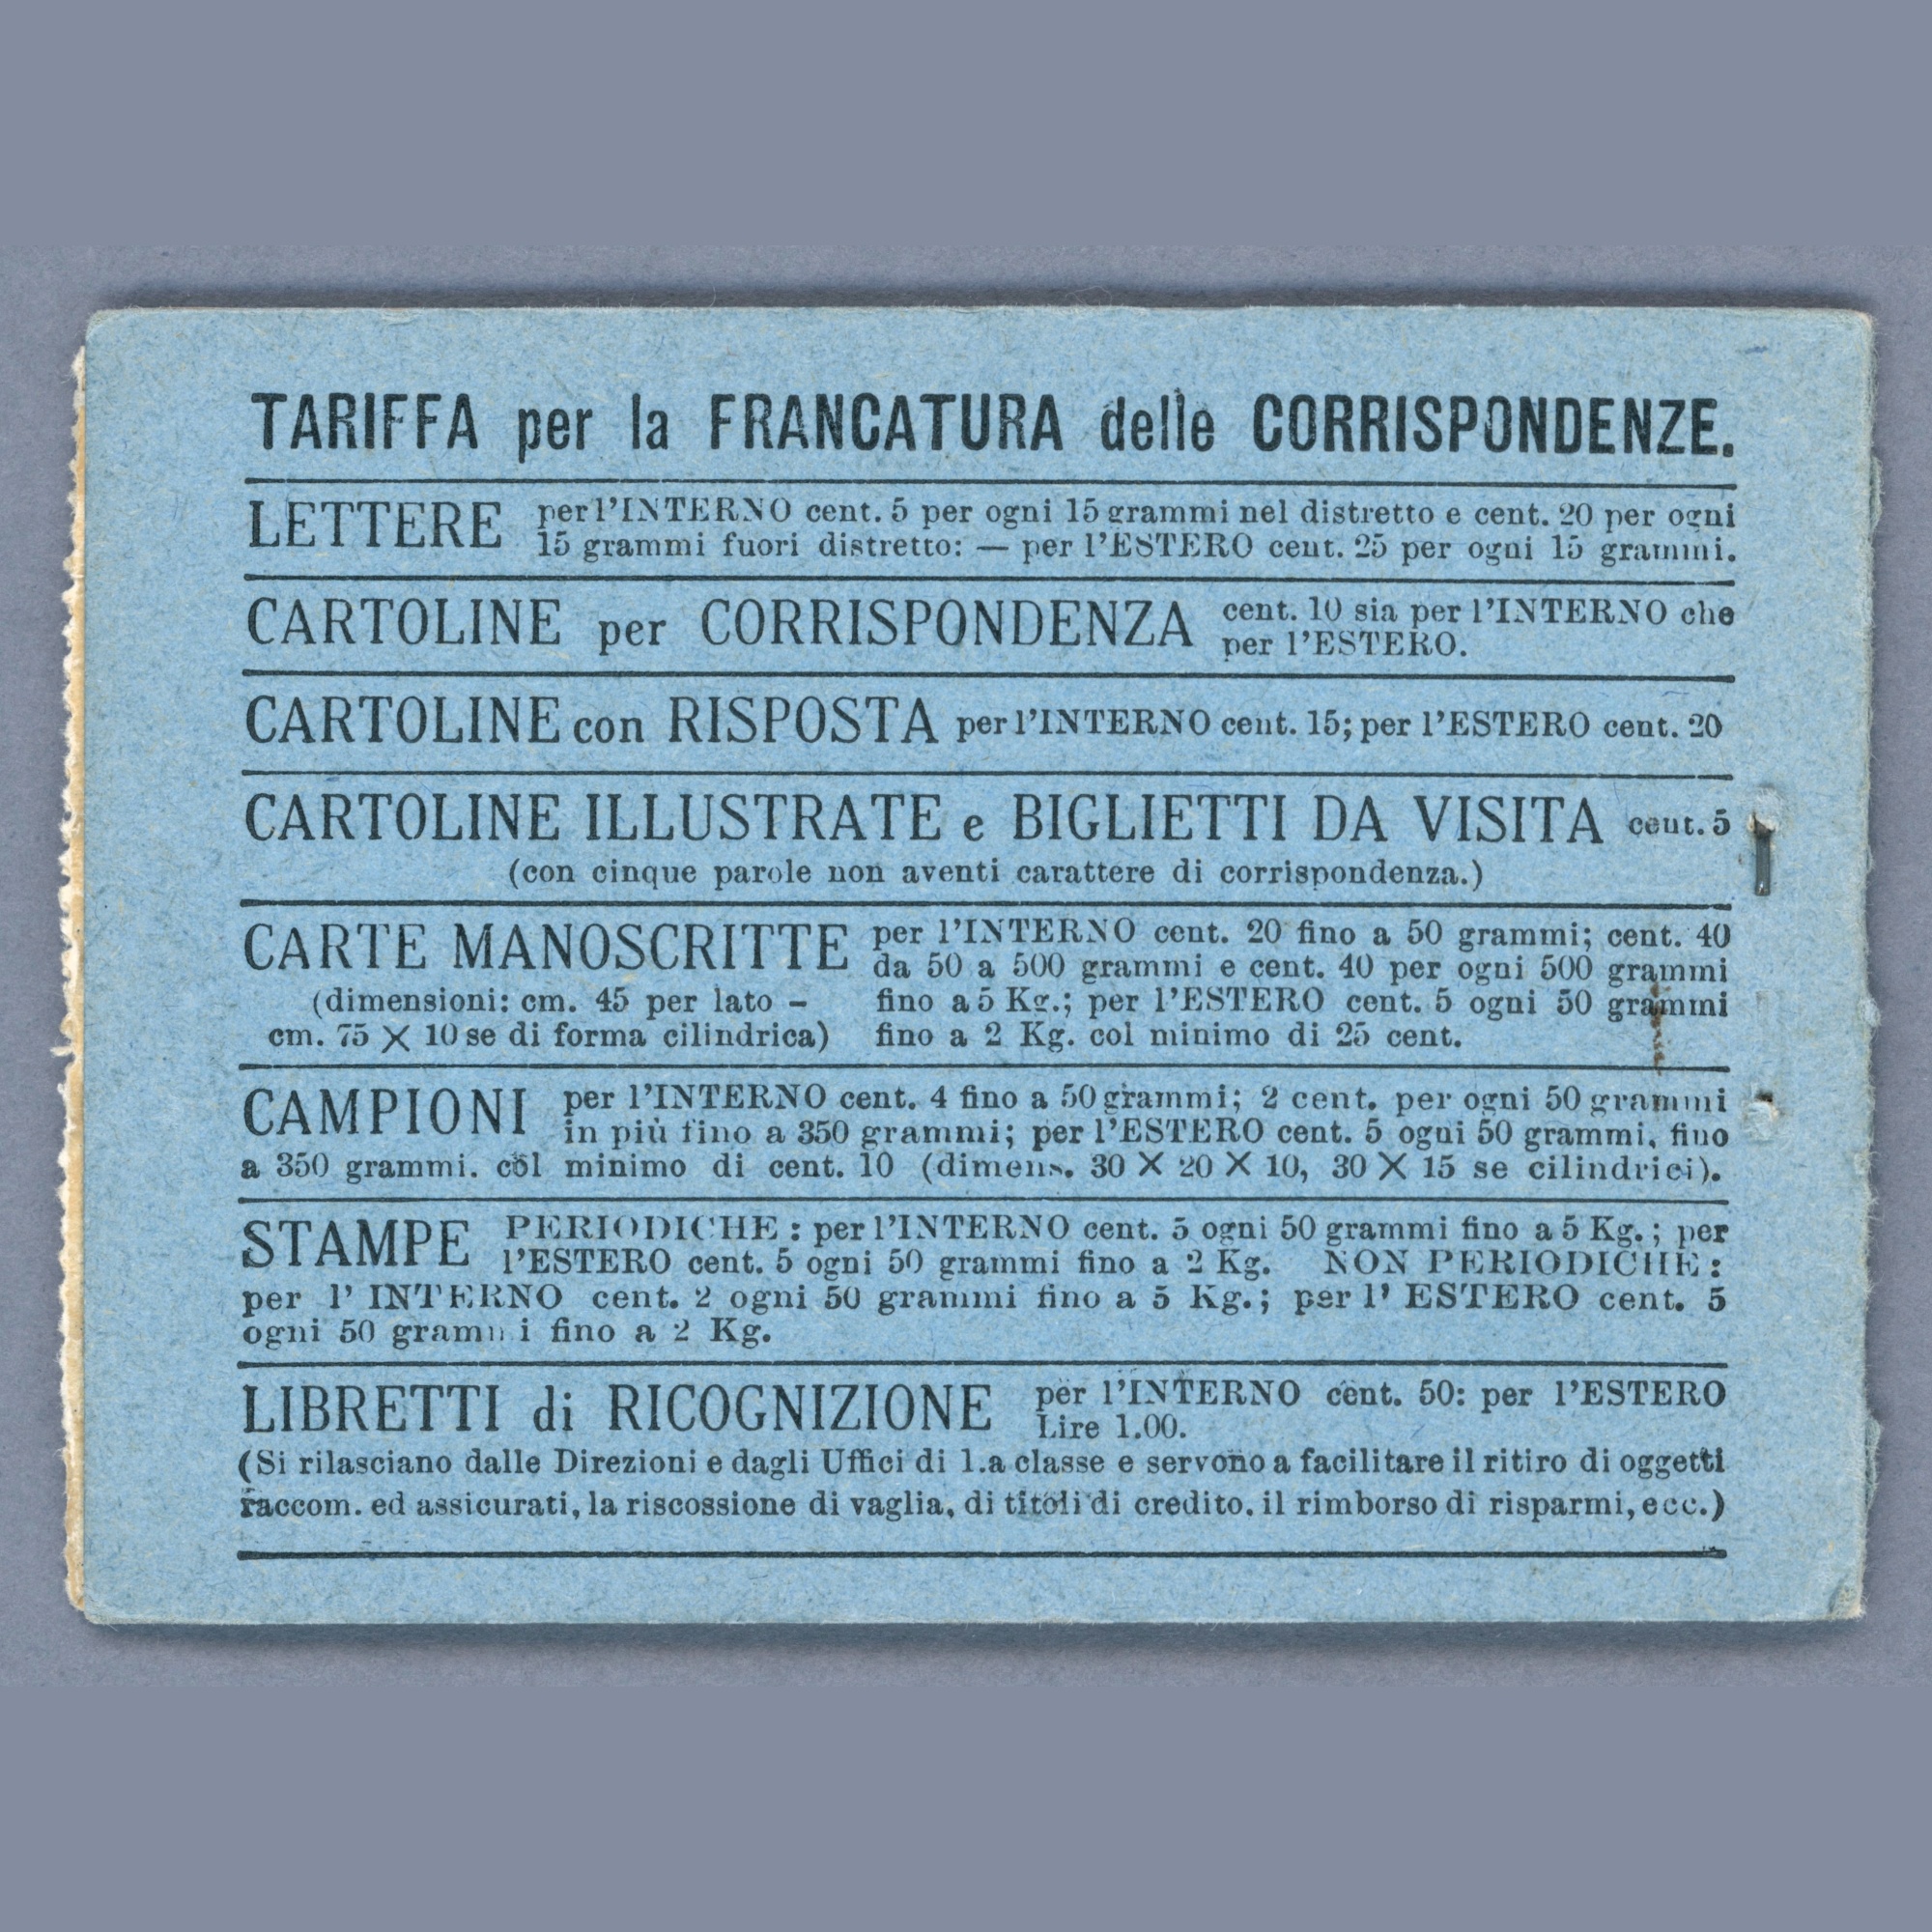 TARIFFA per la FRANCATURA delle CORRISPONDENZE.
LETTERE per l'INTERNO cent. 5 per ogni 15 grammi nel distretto e cent. 20 per ogni
15 grammi fuori distretto: — per l'ESTERO cent. 25 per ogni 15 grammi.
CARTOLINE per CORRISPONDENZA cent. 10 sia per l'INTERNO che
per l'ESTERO.
CARTOLINE con RISPOSTA per l'INTERNO cent. 15; per l'ESTERO cent. 20
CARTOLINE ILLUSTRATE e BIGLIETTI DA VISITA cent. 5
(con cinque parole non aventi carattere di corrispondenza.)
CARTE MANOSCRITTE per l'INTERNO cent. 20 fino a 50 grammi; cent. 40
da 50 a 500 grammi e cent. 40 per ogni 500 grammi
(dimensioni: cm. 45 per lato – fino a 5 Kg.; per l'ESTERO cent. 5 ogni 50 grammi
cm. 75 X 10 se di forma cilindrica) fino a 2 Kg. col minimo di 25 cent.
CAMPIONI per l'INTERNO cent. 4 fino a 50 grammi; 2 cent. per ogni 50 grammi
in più fino a 350 grammi; per l'ESTERO cent. 5 ogni 50 grammi, fino
a 350 grammi. col minimo di cent. 10 (dimens. 30 X 20 X 10, 30 X 15 se cilindrici).
STAMPE PERIODICHE : per l'INTERNO cent. 5 ogni 50 grammi fino a 5 Kg. ; per
l'ESTERO cent. 5 ogni 50 grammi fino a 2 Kg. NON PERIODICHE :
per l' INTERNO cent. 2 ogni 50 grammi fino a 5 Kg. ; per l' ESTERO cent. 5
ogni 50 grammi fino a 2 Kg.
LIBRETTI di RICOGNIZIONE per l'INTERNO cent. 50: per l'ESTERO
Lire 1.00.
(Si rilasciano dalle Direzioni e dagli Uffici di 1.a classe e servono a facilitare il ritiro di oggetti
raccom. ed assicurati, la riscossione di vaglia, di titoli di credito, il rimborso di risparmi, ecc.)